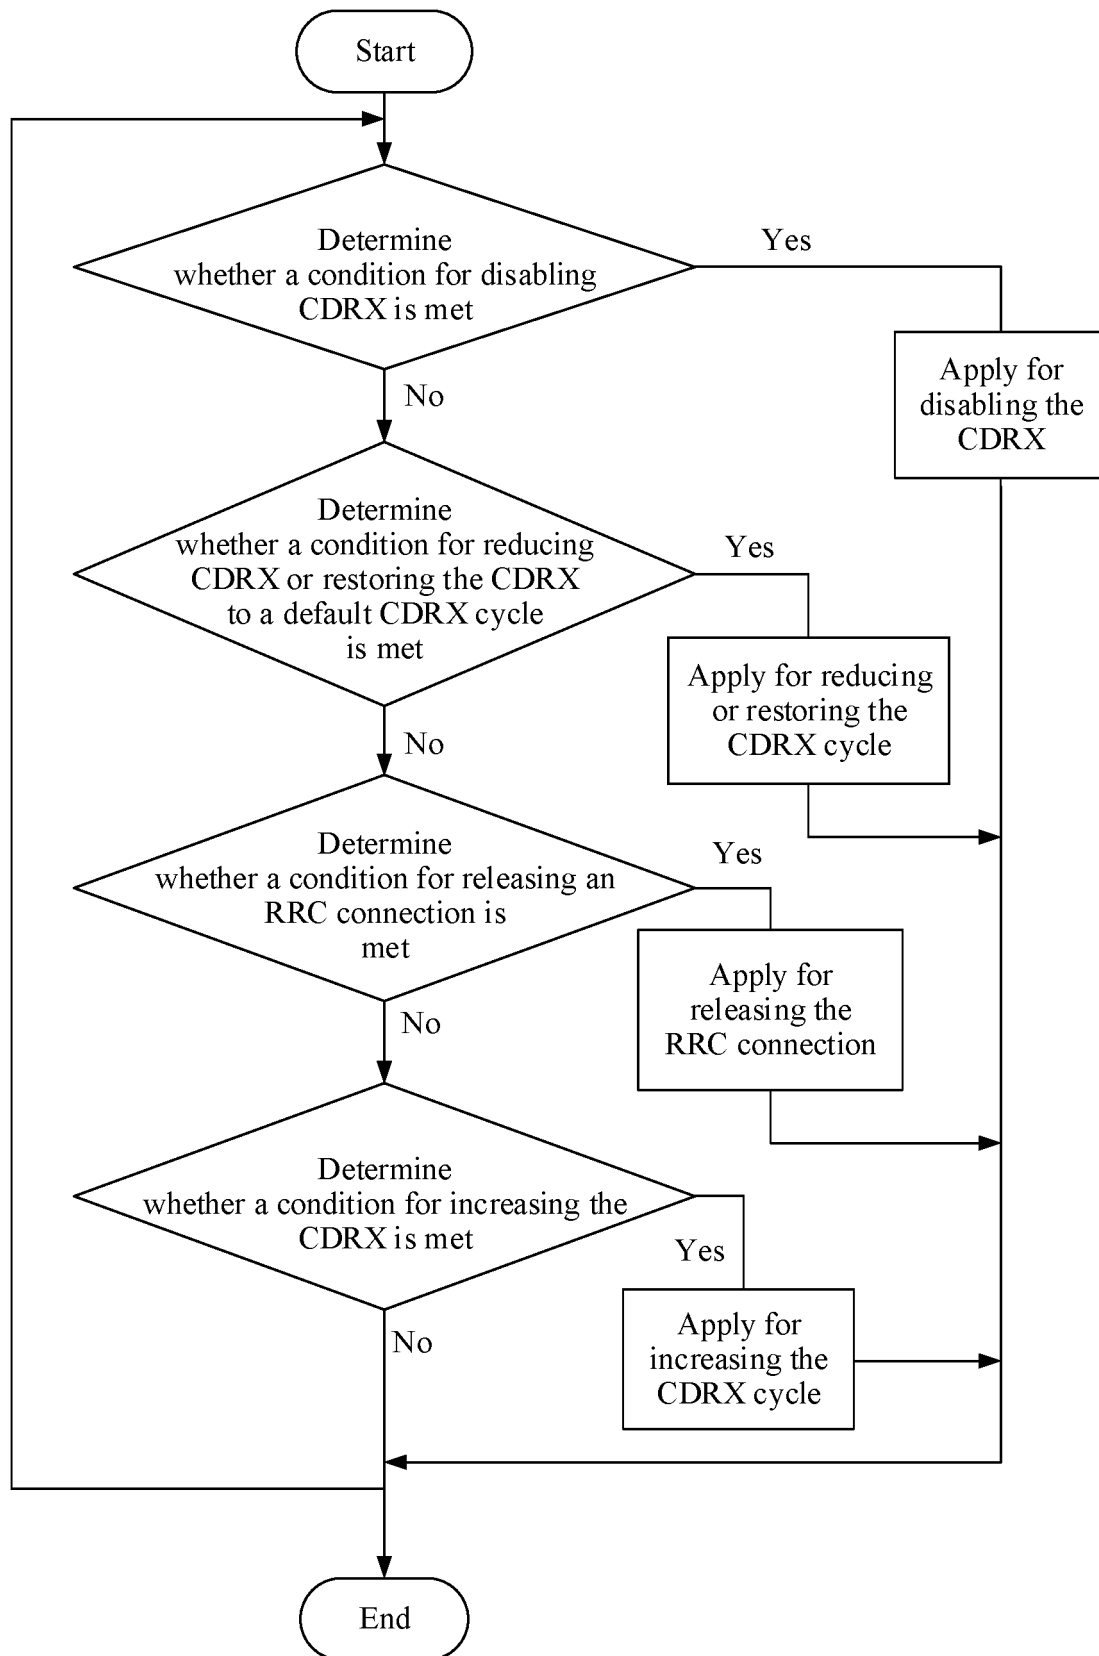 Start
Determine
whether a condition for disabling
CDRX is met
Yes
Apply for
disabling the
CDRX
No
Determine
whether a condition for reducing
CDRX or restoring the CDRX
to a default CDRX cycle
is met
Yes
Apply for reducing
or restoring the
CDRX cycle
No
Determine
whether a condition for releasing an
RRC connection is
met
Yes
Apply for
releasing the
RRC connection
No
Determine
whether a condition for increasing the
CDRX is met
Yes
Apply for
increasing the
CDRX cycle
No
End